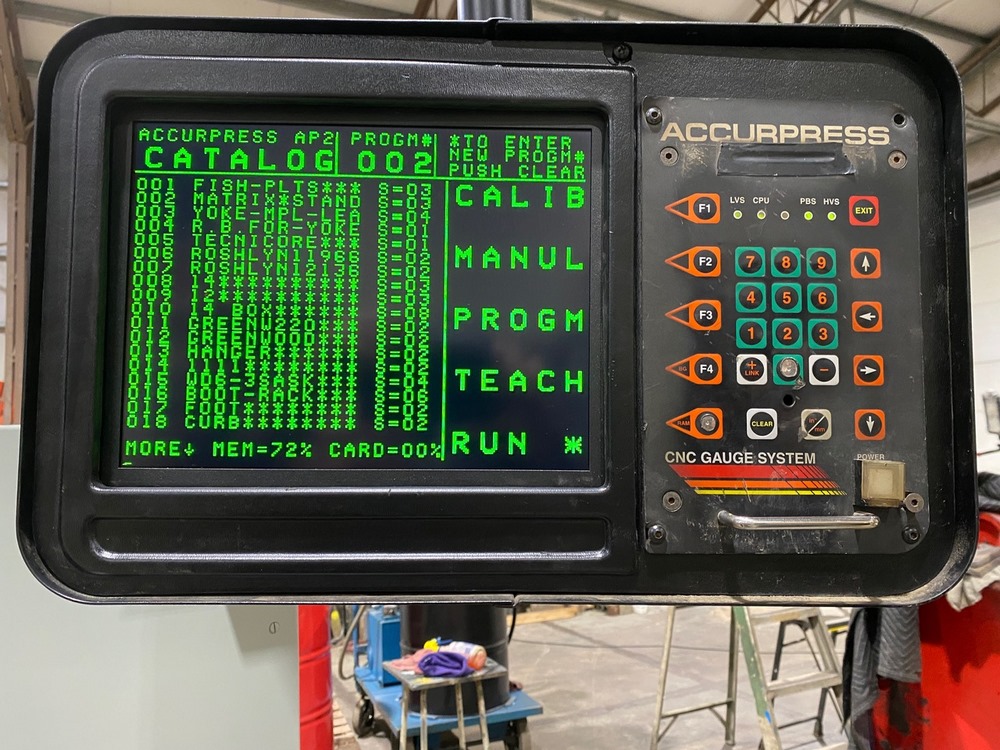 ACCURPRESS AP2 PROGM# *TO ENTER
CATALOG 002 NEW PROGM#
PUSH CLEAR
001 FISH-PLTS*** S=03
002 MATRIX*STAND S=03
003 YOKE-MPL-LEA S=04
004 R.B.FOR-YOKE S=01
005 TECNICORE*** S=01
006 ROSHLYN11966 S=02
007 ROSHLYN12136 S=02
008 14********** S=03
009 12********** S=03
010 14 BOX****** S=08
011 GREENW220*** S=02
012 GREENWOOD*** S=02
013 HANGER****** S=02
014 S=02
015 S=04
016 BOOT-RACK*** S=06
017 FOOT******** S=02
018 CURB******** S=02
MORE↓ MEM=72% CARD=00%
CALIB
MANUL
PROGM
TEACH
RUN *
ACCURPRESS
F1 LVS CPU PBS HVS EXIT
F2 7 8 9
F3 4 5 6
1 2 3
BG F4 + LINK -
RAM CLEAR in/mm
CNC GAUGE SYSTEM POWER